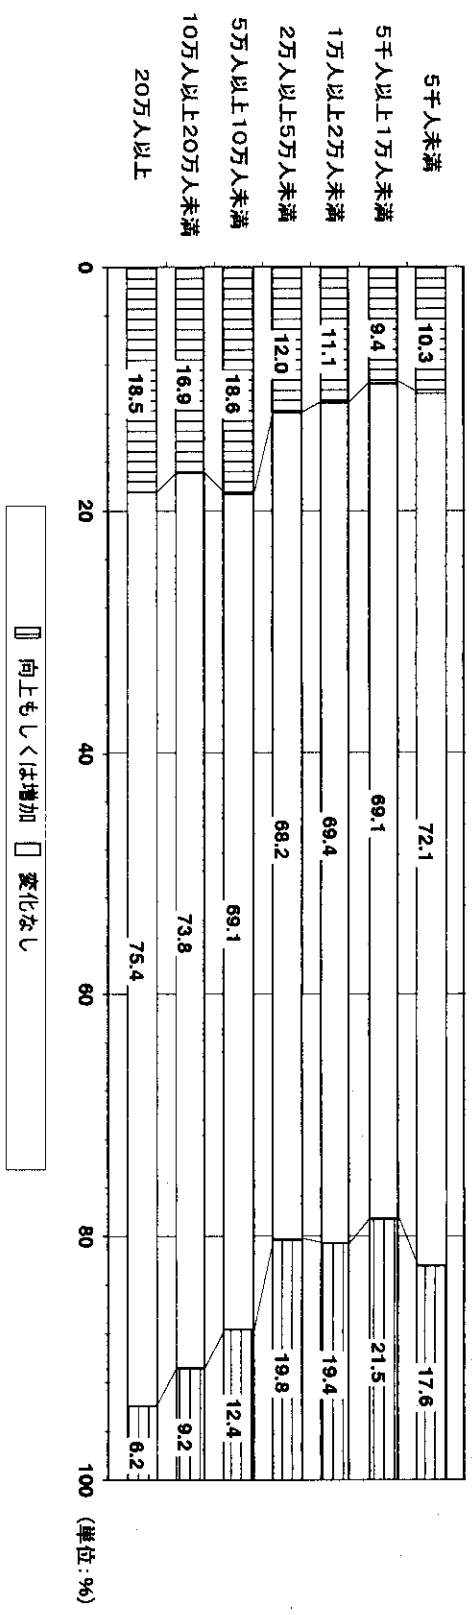 5千人未満 10.3 72.1 17.6
5千人以上1万人未満 9.4 69.1 21.5
1万人以上2万人未満 11.1 69.4 19.4
2万人以上5万人未満 12.0 68.2 19.8
5万人以上10万人未満 18.6 69.1 12.4
10万人以上20万人未満 16.9 73.8 9.2
20万人以上 18.5 75.4 6.2
0 20 40 60 80 100 (単位:%)
向上もしくは増加 変化なし